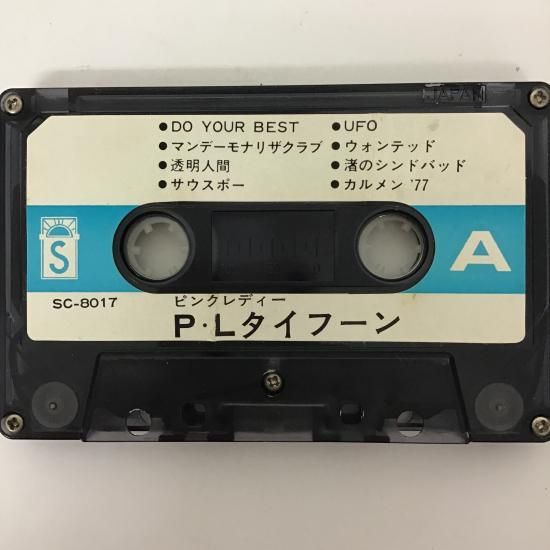 JAPAN
●DO YOUR BEST
●マンデーモナリザクラブ
●透明人間
●サウスポー
●UFO
●ウォンテッド
●渚のシンドバッド
●カルメン '77
S
A
SC-8017
ピンクレディー
P・Lタイフーン